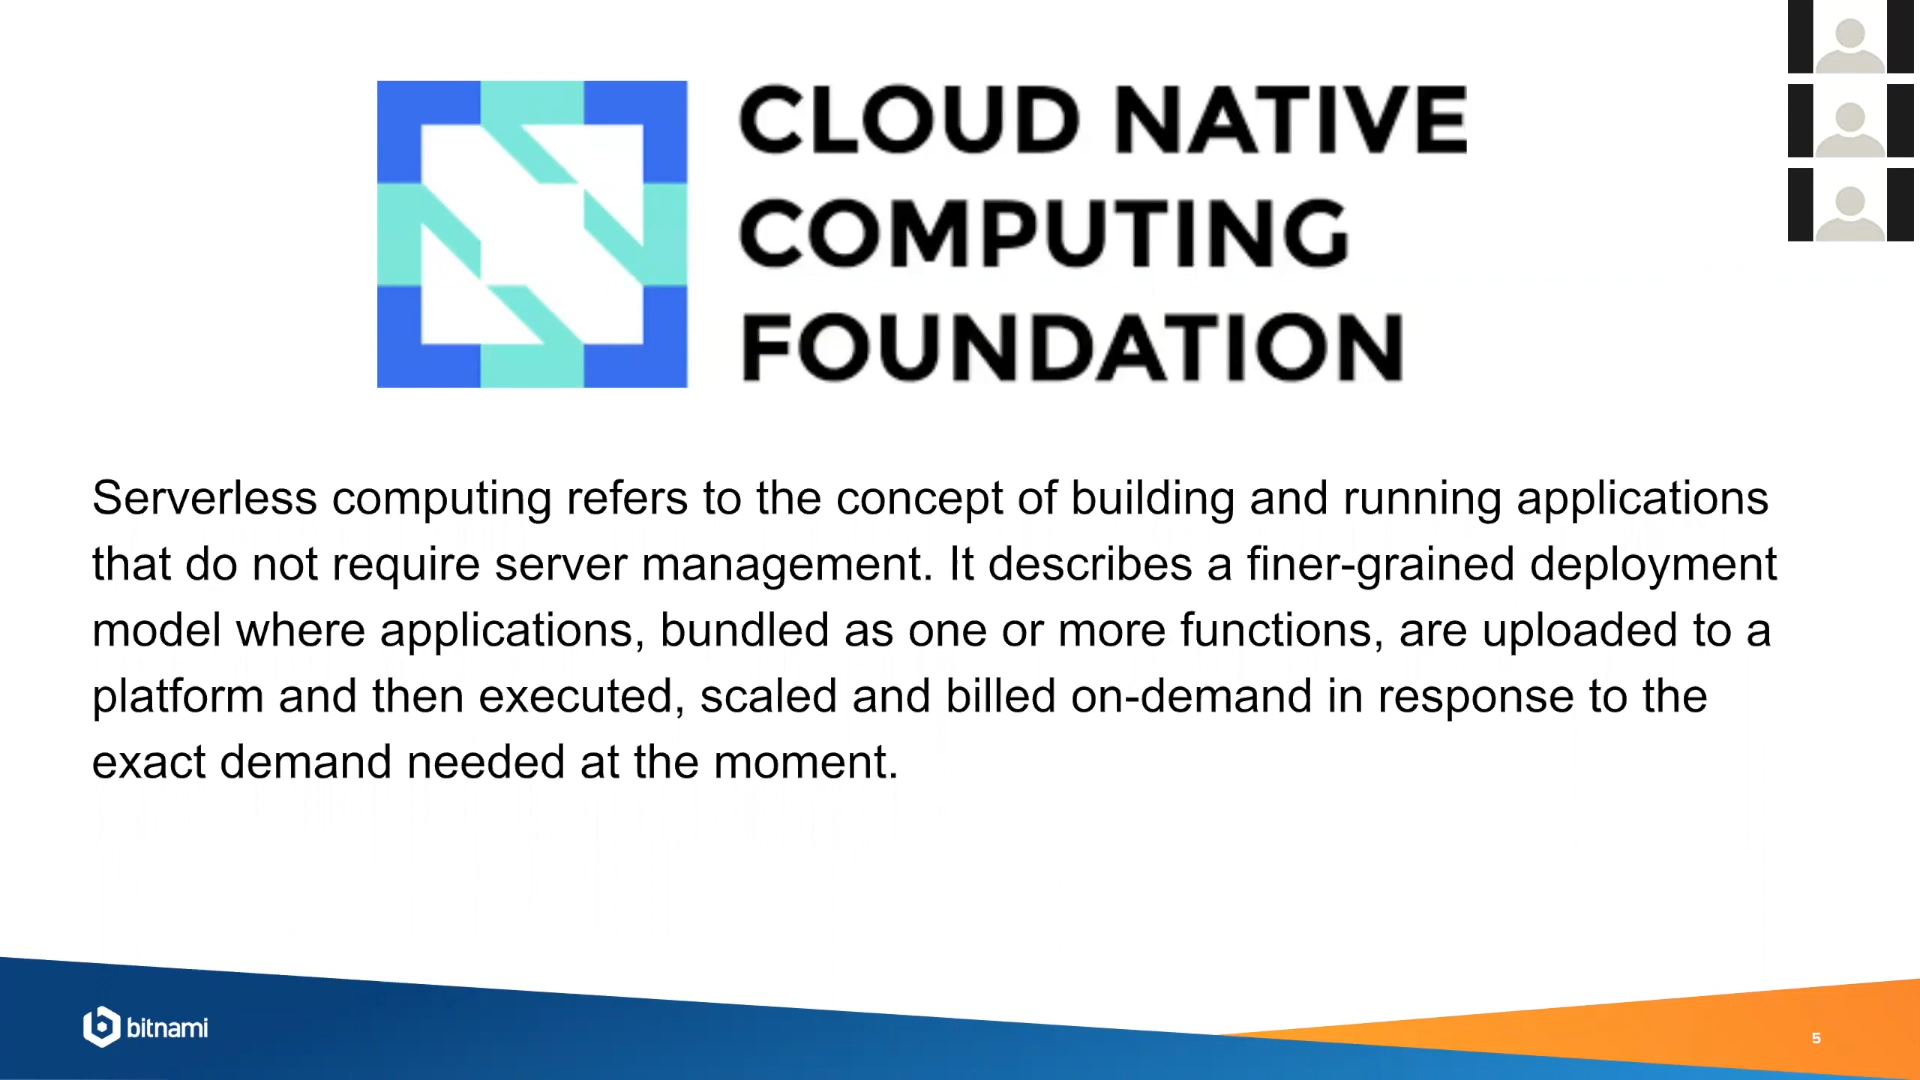 CLOUD NATIVE
COMPUTING
FOUNDATION
Serverless computing refers to the concept of building and running applications
that do not require server management. It describes a finer-grained deployment
model where applications, bundled as one or more functions, are uploaded to a
platform and then executed, scaled and billed on-demand in response to the
exact demand needed at the moment.
bitnami
5